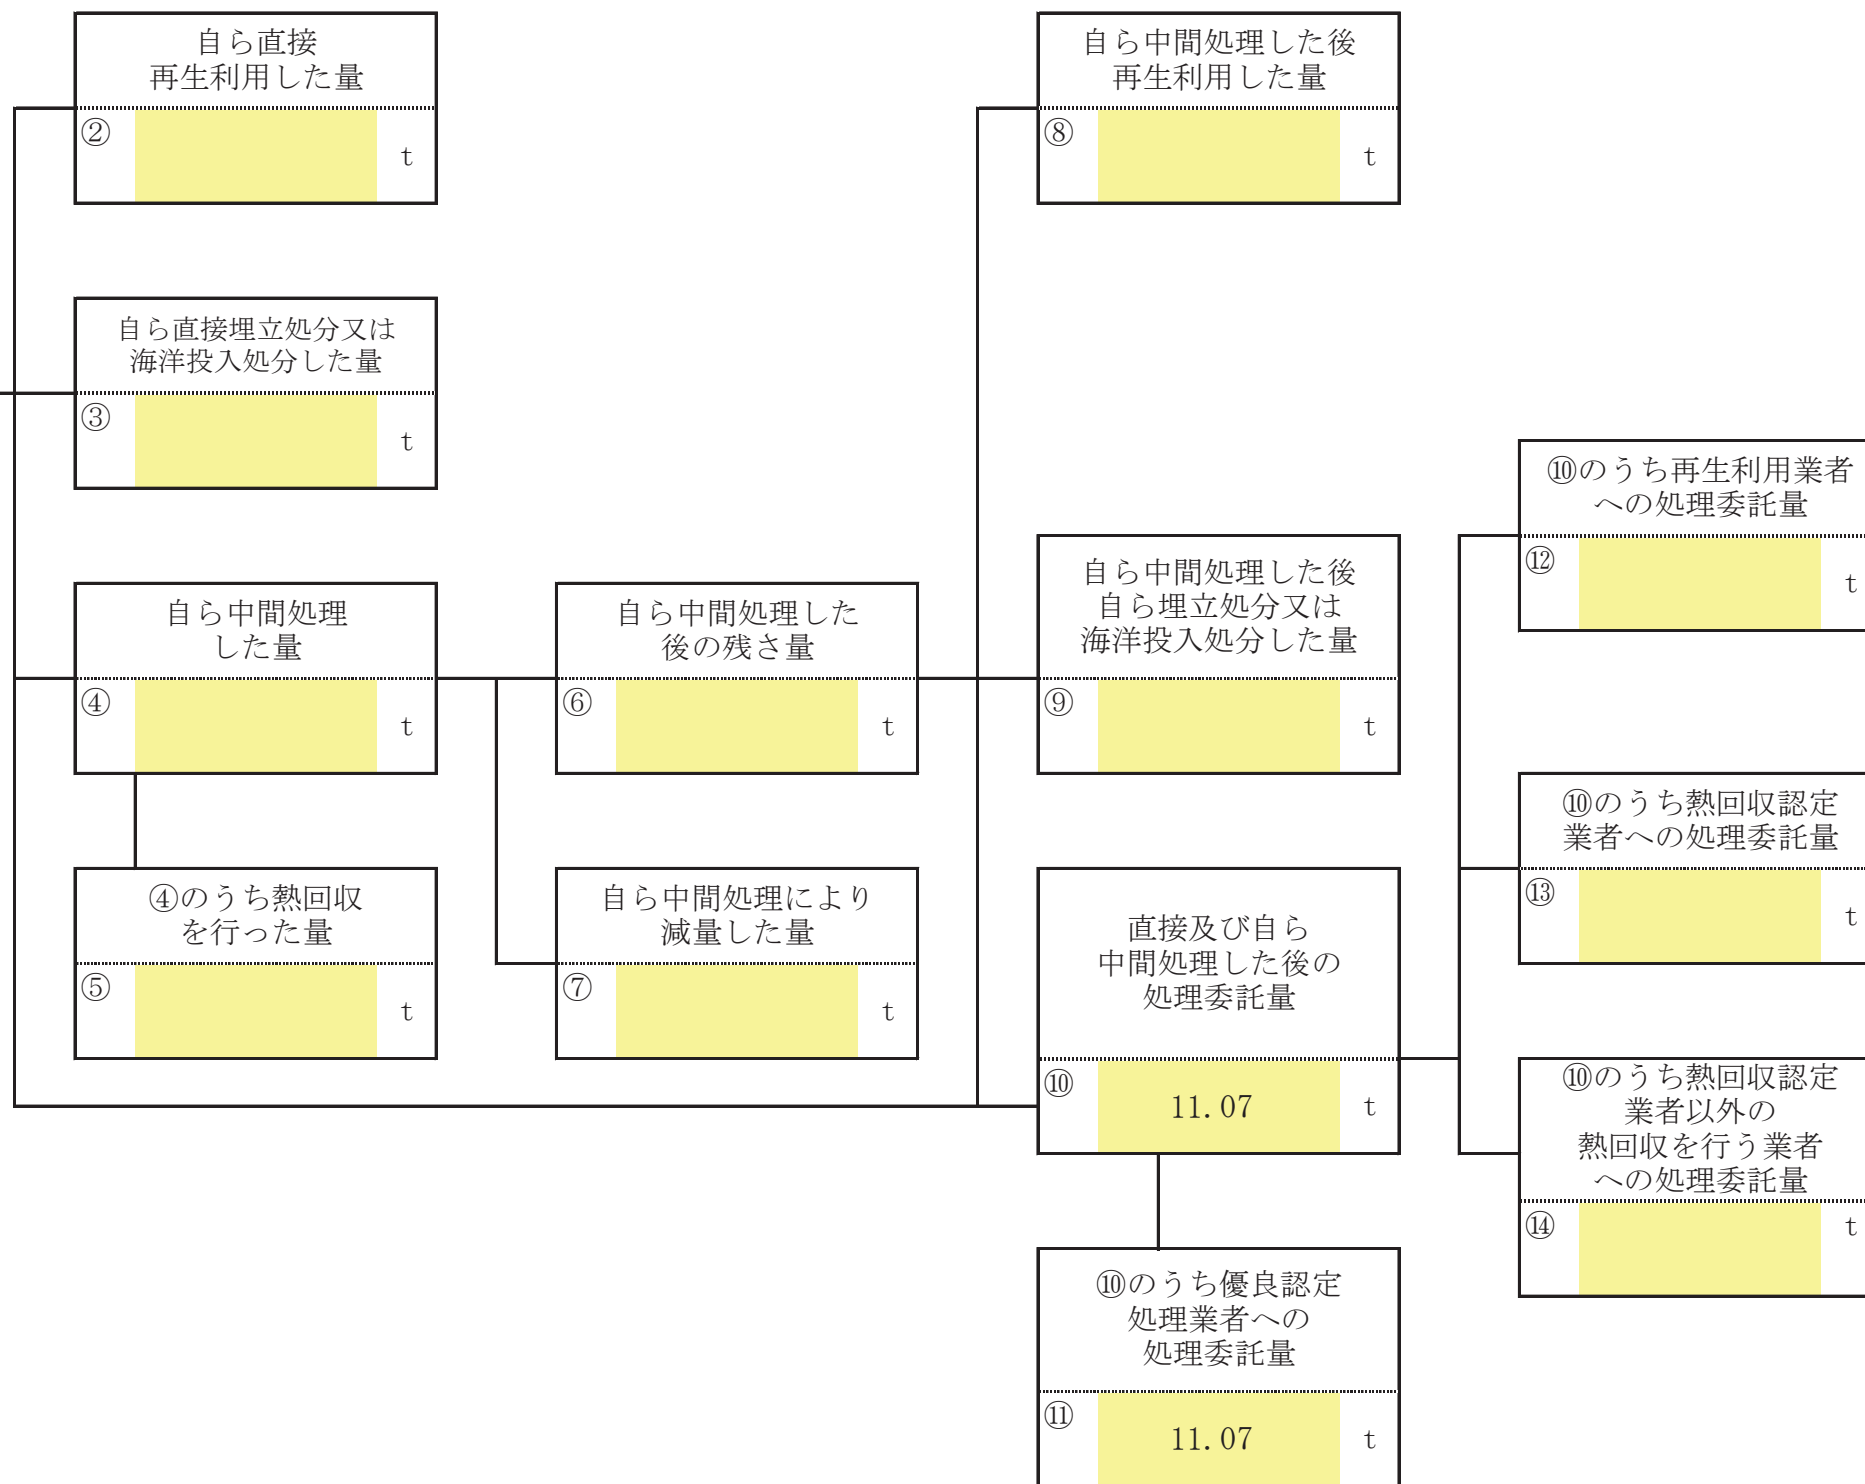 自ら直接
再生利用した量
②
t
自ら中間処理した後
再生利用した量
⑧
t
自ら直接埋立処分又は
海洋投入処分した量
③
t
⑩のうち再生利用業者
への処理委託量
⑫
t
自ら中間処理
した量
④
t
自ら中間処理した
後の残さ量
⑥
t
自ら中間処理した後
自ら埋立処分又は
海洋投入処分した量
⑨
t
⑩のうち熱回収認定
業者への処理委託量
⑬
t
④のうち熱回収
を行った量
⑤
t
自ら中間処理により
減量した量
⑦
t
直接及び自ら
中間処理した後の
処理委託量
⑩
11.07 t
⑩のうち熱回収認定
業者以外の
熱回収を行う業者
への処理委託量
⑭
t
⑩のうち優良認定
処理業者への
処理委託量
⑪
11.07 t